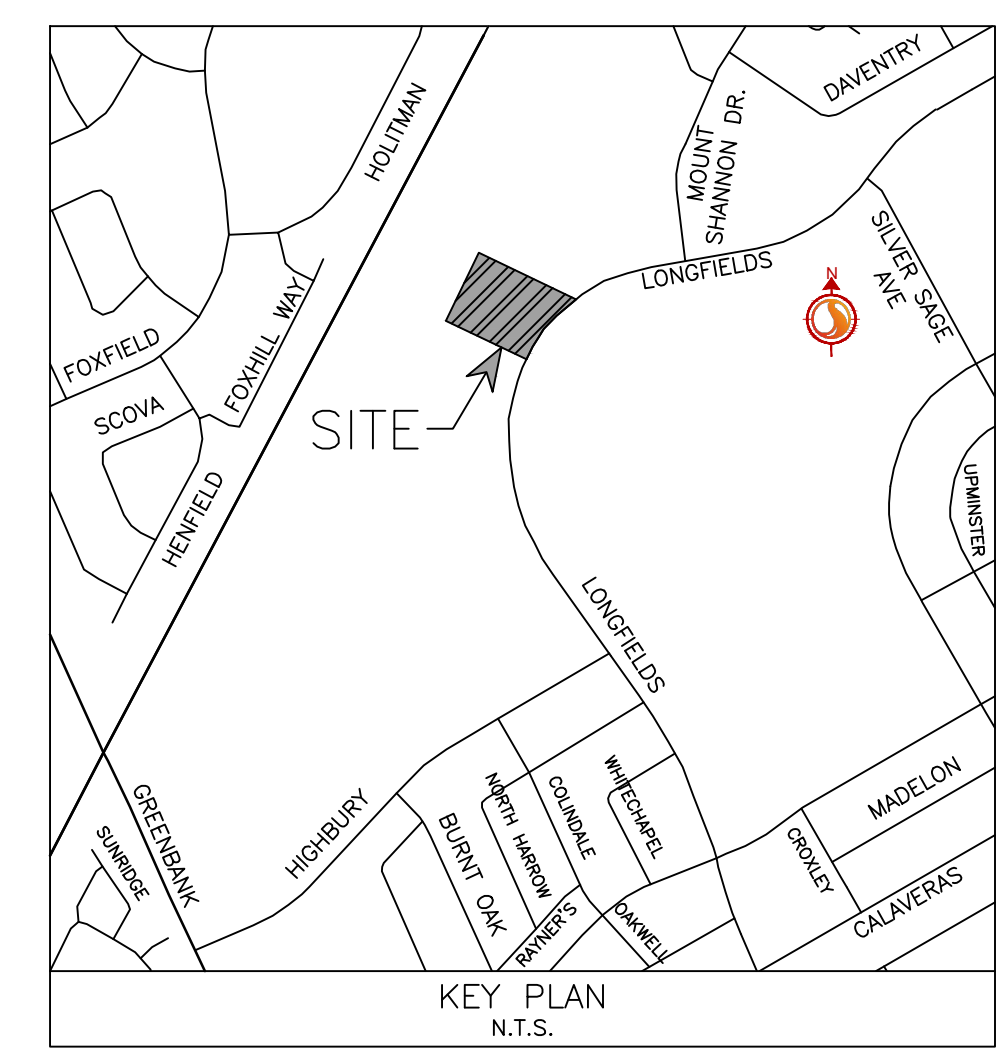 DAVENTRY
HOLITMAN
MOUNT
SHANNON DR.
SILVER SAGE
AVE
LONGFIELDS
N
FOXHILL WAY
FOXFIELD
SCOVA
SITE
HENFIELD
UPMINSTER
LONGFIELDS
GREENBANK
SUNRIDGE
HIGHBURY
BURNT OAK
NORTH HARROW
COLINDALE
WHITECHAPEL
MADELON
CROXLEY
CALAVERAS
RAYNER'S
OAKWELL
KEY PLAN
N.T.S.